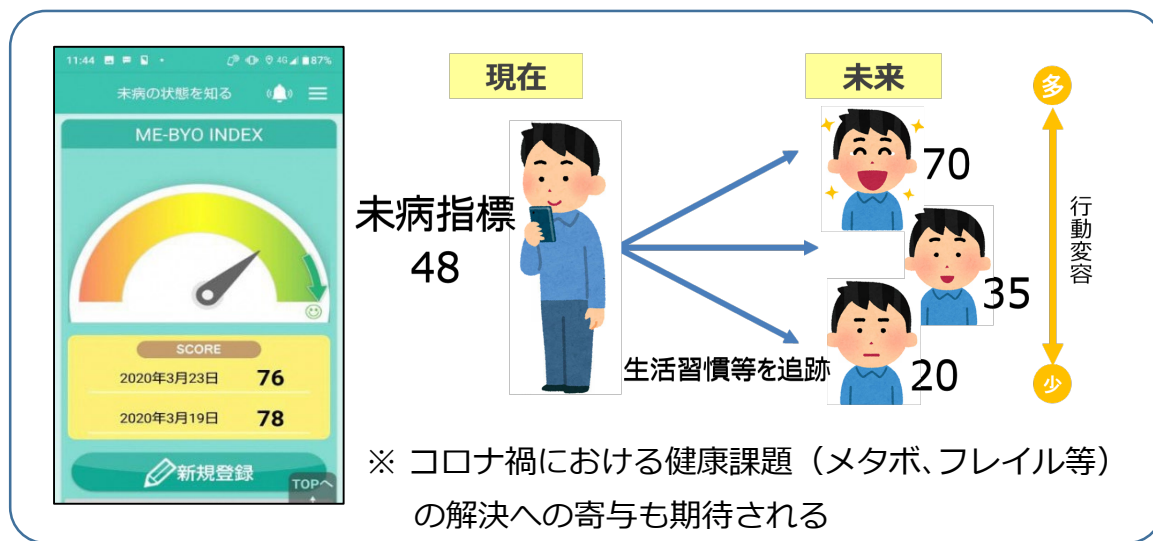 11:44 4G 87%
未病の状態を知る
ME-BYO INDEX
SCORE
2020年3月23日 76
2020年3月19日 78
新規登録
TOPへ
現在
未病指標
48
未来
70
35
20
生活習慣等を追跡
多
行動変容
少
※ コロナ禍における健康課題（メタボ、フレイル等）
の解決への寄与も期待される